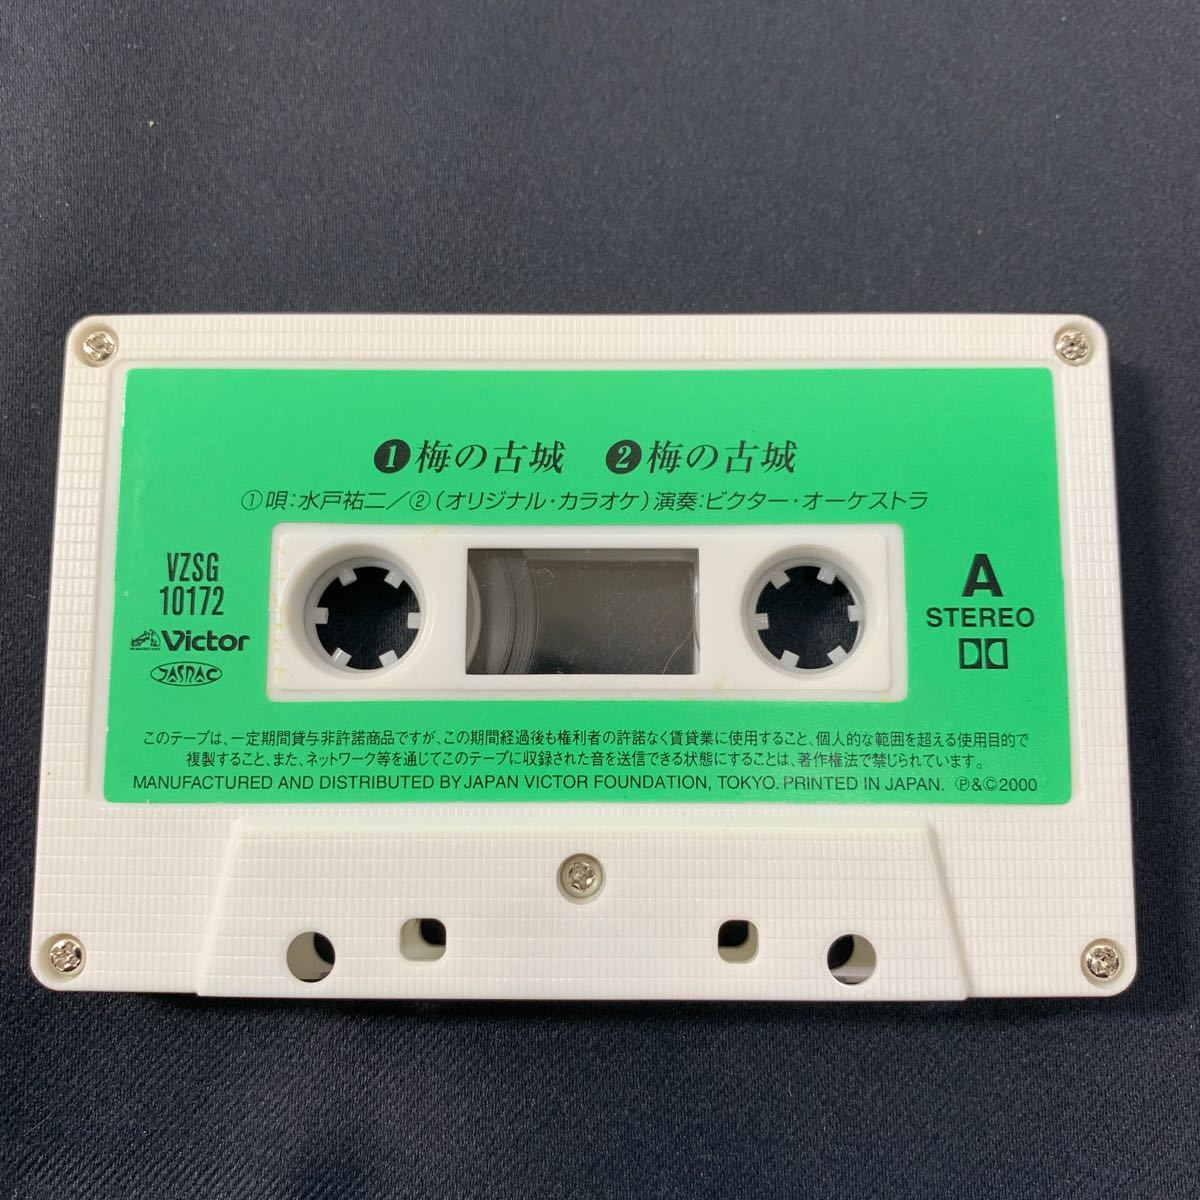 ❶梅の古城 ❷梅の古城
①唄:水戸祐二/②(オリジナル・カラオケ)演奏:ビクター・オーケストラ
VZSG
10172
Victor
JASRAC
A
STEREO
このテープは、一定期間貸与非許諾商品ですが、この期間経過後も権利者の許諾なく賃貸業に使用すること、個人的な範囲を超える使用目的で
複製すること、また、ネットワーク等を通じてこのテープに収録された音を送信できる状態にすることは、著作権法で禁じられています。
MANUFACTURED AND DISTRIBUTED BY JAPAN VICTOR FOUNDATION, TOKYO. PRINTED IN JAPAN. Ⓟ&©2000